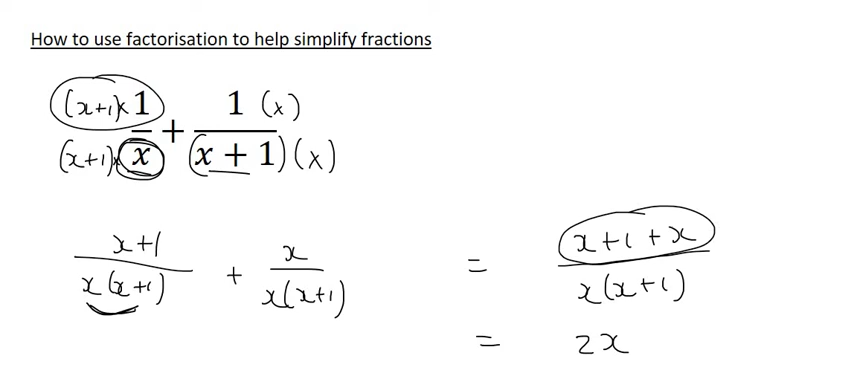 How to use factorisation to help simplify fractions
(x+1)× 1 1 (x)
+
(x+1)× x (x + 1) (x)
x+1 x x+1+x
+ =
x(x+1) x(x+1) x(x+1)
= 2x